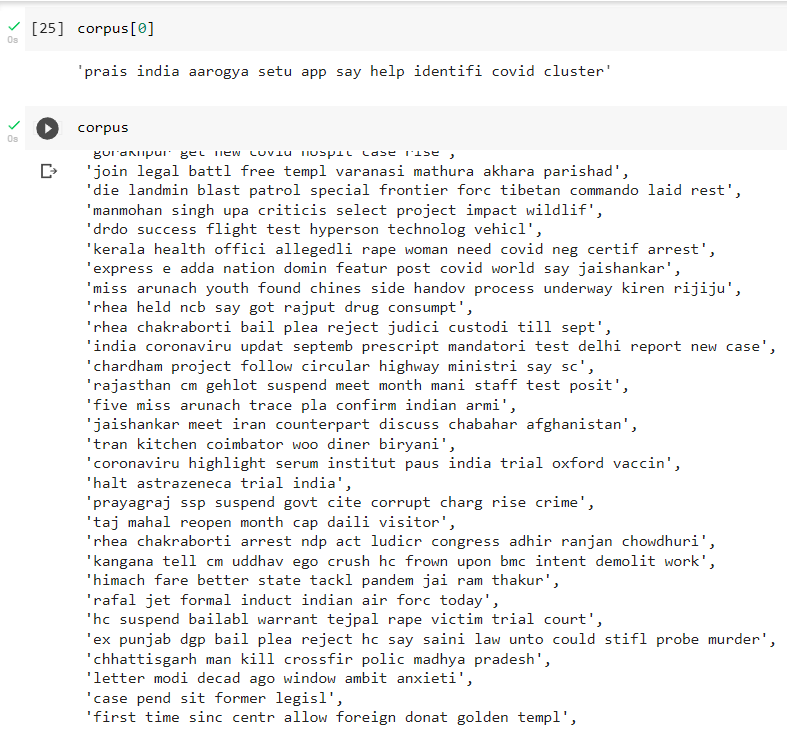 [25] corpus[0]
0s
'prais india aarogya setu app say help identifi covid cluster'
corpus
0s
'gorakhpur get new covid hospit case rise',
'join legal battl free templ varanasi mathura akhara parishad',
'die landmin blast patrol special frontier forc tibetan commando laid rest',
'manmohan singh upa criticis select project impact wildlif',
'drdo success flight test hyperson technolog vehicl',
'kerala health offici allegedli rape woman need covid neg certif arrest',
'express e adda nation domin featur post covid world say jaishankar',
'miss arunach youth found chines side handov process underway kiren rijiju',
'rhea held ncb say got rajput drug consumpt',
'rhea chakraborti bail plea reject judici custodi till sept',
'india coronaviru updat septemb prescript mandatori test delhi report new case',
'chardham project follow circular highway ministri say sc',
'rajasthan cm gehlot suspend meet month mani staff test posit',
'five miss arunach trace pla confirm indian armi',
'jaishankar meet iran counterpart discuss chabahar afghanistan',
'tran kitchen coimbator woo diner biryani',
'coronaviru highlight serum institut paus india trial oxford vaccin',
'halt astrazeneca trial india',
'prayagraj ssp suspend govt cite corrupt charg rise crime',
'taj mahal reopen month cap daili visitor',
'rhea chakraborti arrest ndp act ludicr congress adhir ranjan chowdhuri',
'kangana tell cm uddhav ego crush hc frown upon bmc intent demolit work',
'himach fare better state tackl pandem jai ram thakur',
'rafal jet formal induct indian air forc today',
'hc suspend bailabl warrant tejpal rape victim trial court',
'ex punjab dgp bail plea reject hc say saini law unto could stifl probe murder',
'chhattisgarh man kill crossfir polic madhya pradesh',
'letter modi decad ago window ambit anxieti',
'case pend sit former legisl',
'first time sinc centr allow foreign donat golden templ',